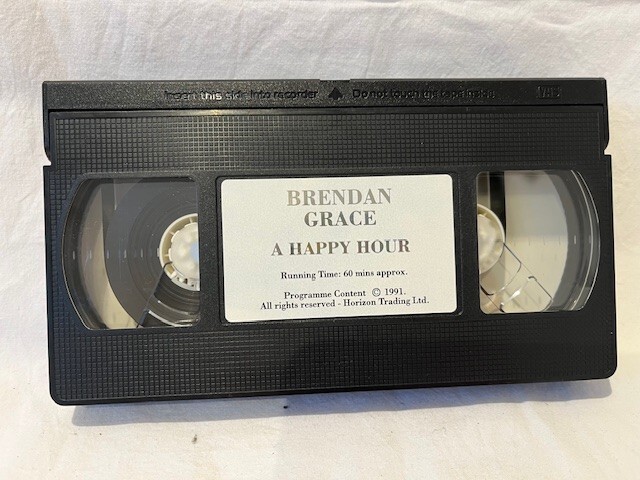 Insert this side into recorder Do not touch the tape inside VHS
BRENDAN
GRACE
A HAPPY HOUR
Running Time: 60 mins approx.
Programme Content © 1991.
All rights reserved - Horizon Trading Ltd.